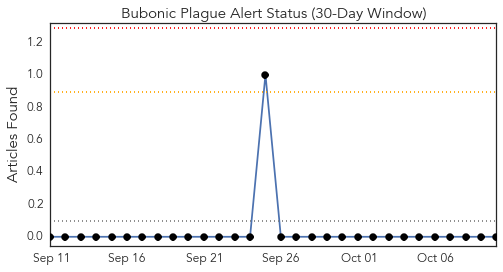 Bubonic Plague Alert Status (30-Day Window)
Articles Found
1.2
1.0
0.8
0.6
0.4
0.2
0.0
Sep 11 Sep 16 Sep 21 Sep 26 Oct 01 Oct 06